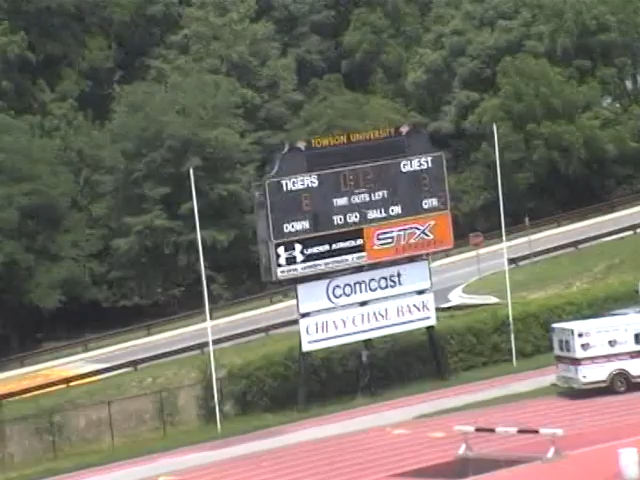 TOWSON UNIVERSITY
TIGERS GUEST
TIME OUTS LEFT
DOWN TO GO BALL ON QTR
UNDER ARMOUR STX
comcast
CHEVY CHASE BANK